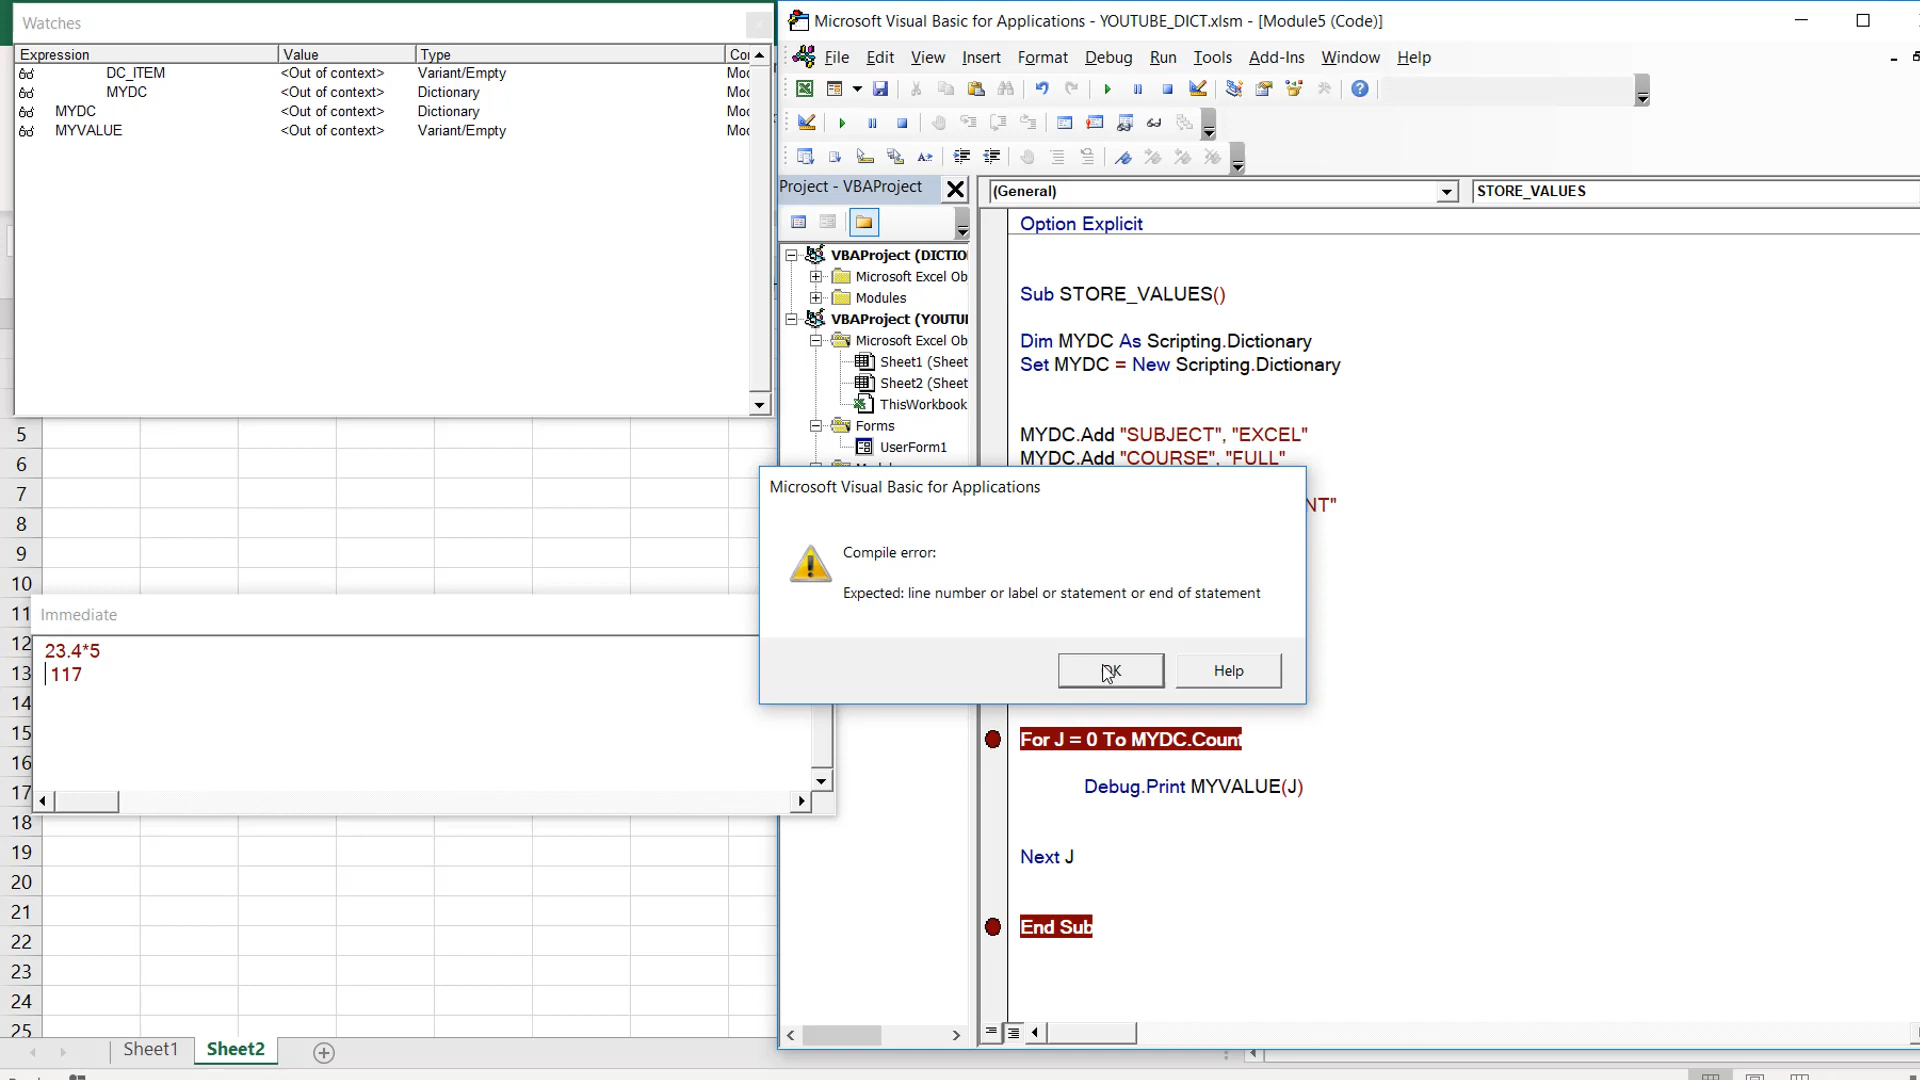 Watches
Expression Value Type Co
DC_ITEM <Out of context> Variant/Empty Moc
MYDC <Out of context> Dictionary Moc
MYDC <Out of context> Dictionary Moc
MYVALUE <Out of context> Variant/Empty Moc
5
6
7
8
9
10
11
12
13
14
15
16
17
18
19
20
21
22
23
24
25
Immediate
23.4*5
117
Sheet1 Sheet2
Microsoft Visual Basic for Applications - YOUTUBE_DICT.xlsm - [Module5 (Code)]
File Edit View Insert Format Debug Run Tools Add-Ins Window Help
Project - VBAProject
VBAProject (DICTIO
Microsoft Excel Ob
Modules
VBAProject (YOUTU
Microsoft Excel Ob
Sheet1 (Sheet
Sheet2 (Sheet
ThisWorkbook
Forms
UserForm1
(General) STORE_VALUES
Option Explicit
Sub STORE_VALUES()
Dim MYDC As Scripting.Dictionary
Set MYDC = New Scripting.Dictionary
MYDC.Add "SUBJECT", "EXCEL"
MYDC.Add "COURSE", "FULL"
NT"
Microsoft Visual Basic for Applications
Compile error:
Expected: line number or label or statement or end of statement
OK Help
For J = 0 To MYDC.Count
Debug.Print MYVALUE(J)
Next J
End Sub